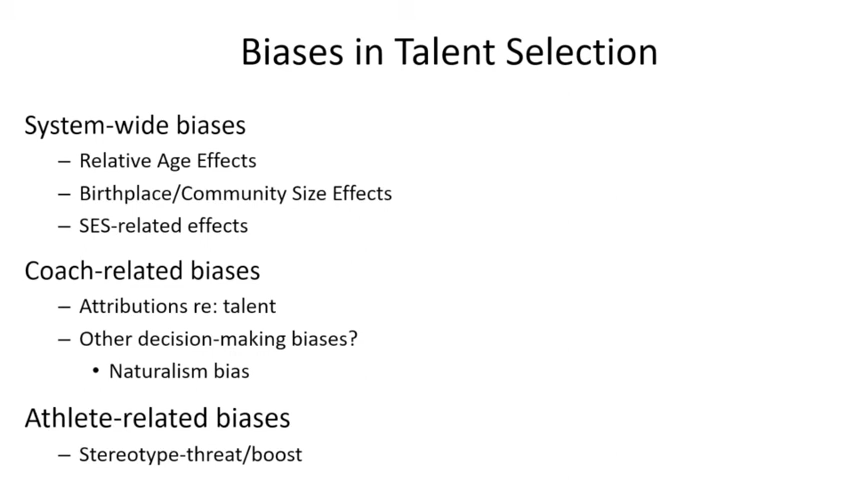 Biases in Talent Selection
System-wide biases
– Relative Age Effects
– Birthplace/Community Size Effects
– SES-related effects
Coach-related biases
– Attributions re: talent
– Other decision-making biases?
• Naturalism bias
Athlete-related biases
– Stereotype-threat/boost